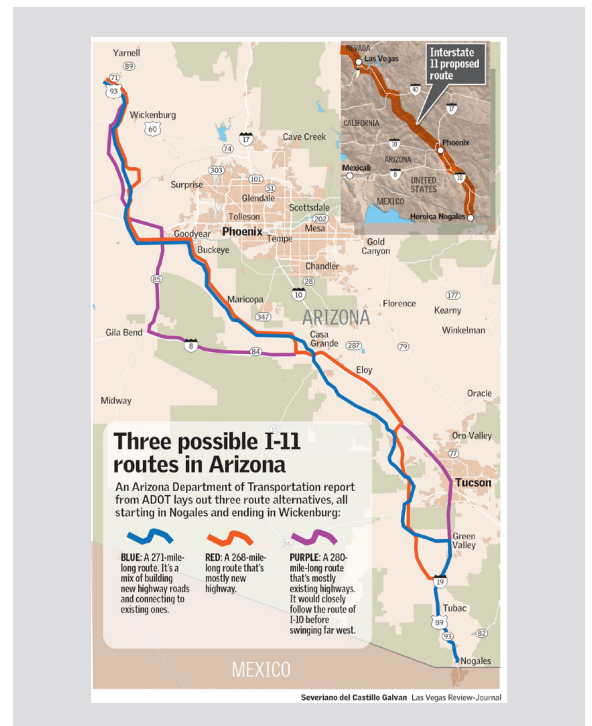 Yarnell
89
71
93
Wickenburg
60
17
Cave Creek
74
303
Surprise
101
51
Glendale
Scottsdale
Tolleson
202
Goodyear
Phoenix
Mesa
Tempe
Buckeye
Gold
Canyon
Chandler
28
85
10
Maricopa
347
ARIZONA
Florence
177
Kearny
Winkelman
Gila Bend
8
84
Casa
Grande
287
79
Eloy
Midway
Oracle
Oro Valley
77
Tucson
Green
Valley
19
Tubac
89
93
82
Nogales
MEXICO
NEVADA
Las Vegas
Interstate
11 proposed
route
40
17
CALIFORNIA
10
Phoenix
ARIZONA
Mexicali
8
10
UNITED
STATES
MEXICO
Heroica Nogales
Three possible I-11
routes in Arizona
An Arizona Department of Transportation report
from ADOT lays out three route alternatives, all
starting in Nogales and ending in Wickenburg:
BLUE: A 271-mile-
long route. It's a
mix of building
new highway roads
and connecting to
existing ones.
RED: A 268-mile-
long route that's
mostly new
highway.
PURPLE: A 280-
mile-long route
that's mostly
existing highways.
It would closely
follow the route of
I-10 before
swinging far west.
Severiano del Castillo Galvan Las Vegas Review-Journal